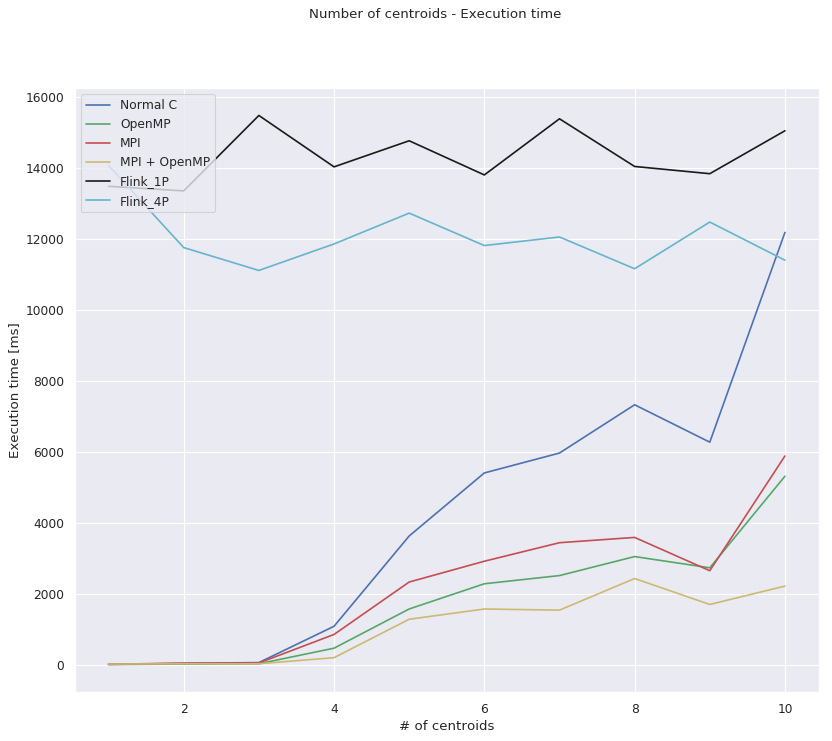 Number of centroids - Execution time
16000
14000
12000
10000
8000
6000
4000
2000
0
Execution time [ms]
Normal C
OpenMP
MPI
MPI + OpenMP
Flink_1P
Flink_4P
2 4 6 8 10
# of centroids